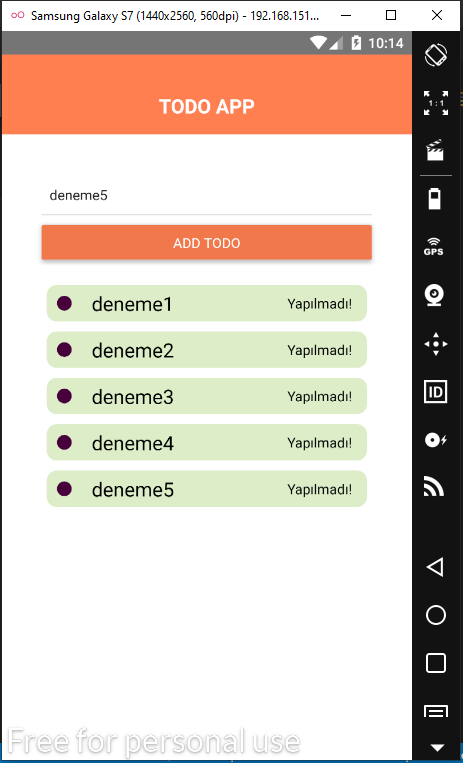 Samsung Galaxy S7 (1440x2560, 560dpi) - 192.168.151...
10:14
TODO APP
1:1
deneme5
ADD TODO
GPS
deneme1 Yapılmadı!
deneme2 Yapılmadı!
deneme3 Yapılmadı!
ID
deneme4 Yapılmadı!
deneme5 Yapılmadı!
Free for personal use